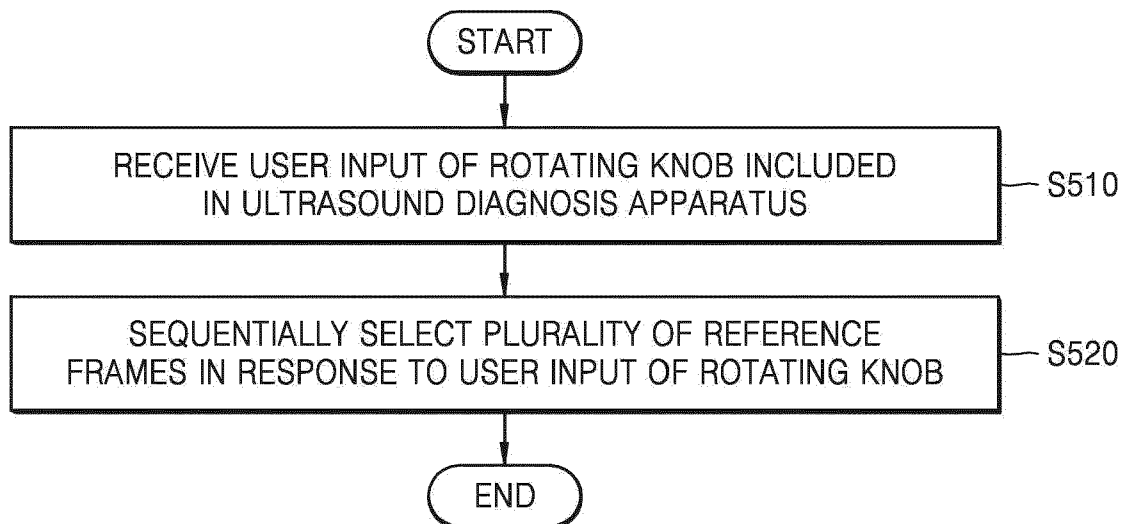 START
RECEIVE USER INPUT OF ROTATING KNOB INCLUDED
IN ULTRASOUND DIAGNOSIS APPARATUS
S510
SEQUENTIALLY SELECT PLURALITY OF REFERENCE
FRAMES IN RESPONSE TO USER INPUT OF ROTATING KNOB
S520
END